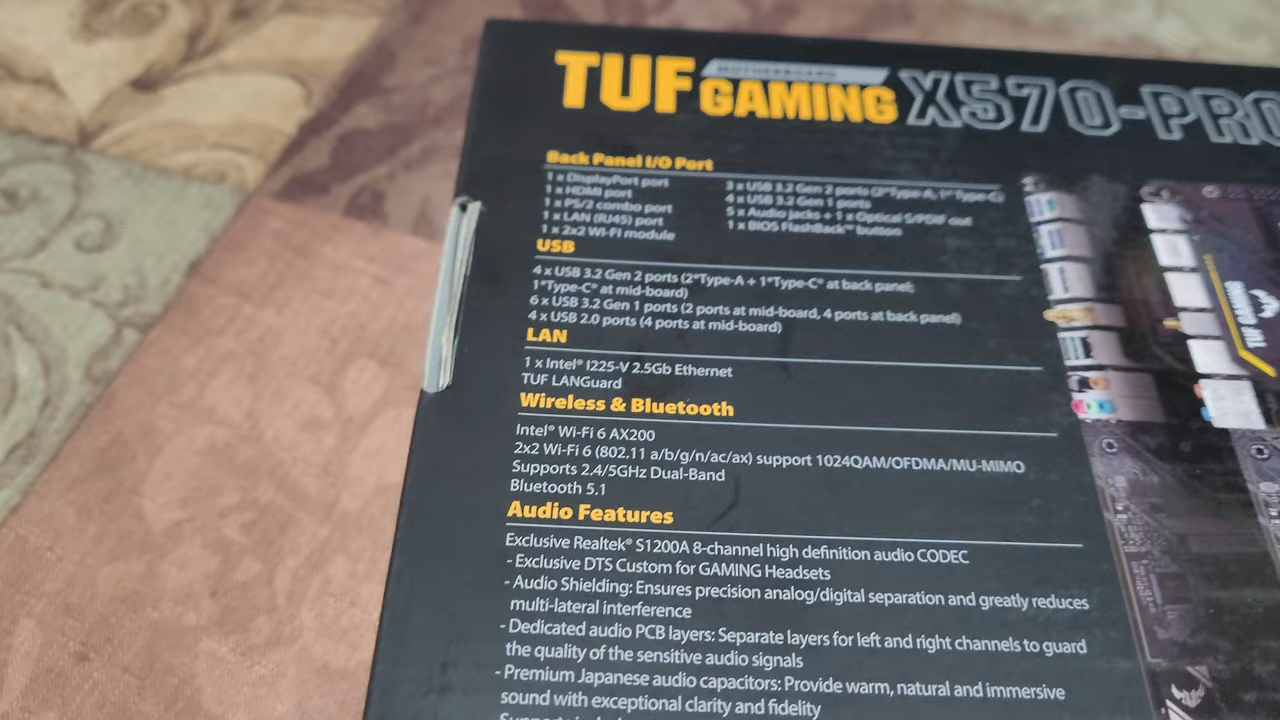 TUF GAMING MOTHERBOARD X570-PRO
Back Panel I/O Port
1 x DisplayPort port
1 x HDMI port
1 x PS/2 combo port
1 x LAN (RJ45) port
1 x 2x2 Wi-Fi module
3 x USB 3.2 Gen 2 ports (2*Type-A, 1*Type-C)
4 x USB 3.2 Gen 1 ports
5 x Audio jacks + 1 x Optical S/PDIF out
1 x BIOS FlashBack™ button
USB
4 x USB 3.2 Gen 2 ports (2*Type-A + 1*Type-C® at back panel;
1*Type-C® at mid-board)
6 x USB 3.2 Gen 1 ports (2 ports at mid-board, 4 ports at back panel)
4 x USB 2.0 ports (4 ports at mid-board)
LAN
1 x Intel® I225-V 2.5Gb Ethernet
TUF LANGuard
Wireless & Bluetooth
Intel® Wi-Fi 6 AX200
2x2 Wi-Fi 6 (802.11 a/b/g/n/ac/ax) support 1024QAM/OFDMA/MU-MIMO
Supports 2.4/5GHz Dual-Band
Bluetooth 5.1
Audio Features
Exclusive Realtek® S1200A 8-channel high definition audio CODEC
- Exclusive DTS Custom for GAMING Headsets
- Audio Shielding: Ensures precision analog/digital separation and greatly reduces
multi-lateral interference
- Dedicated audio PCB layers: Separate layers for left and right channels to guard
the quality of the sensitive audio signals
- Premium Japanese audio capacitors: Provide warm, natural and immersive
sound with exceptional clarity and fidelity
TUF GAMING